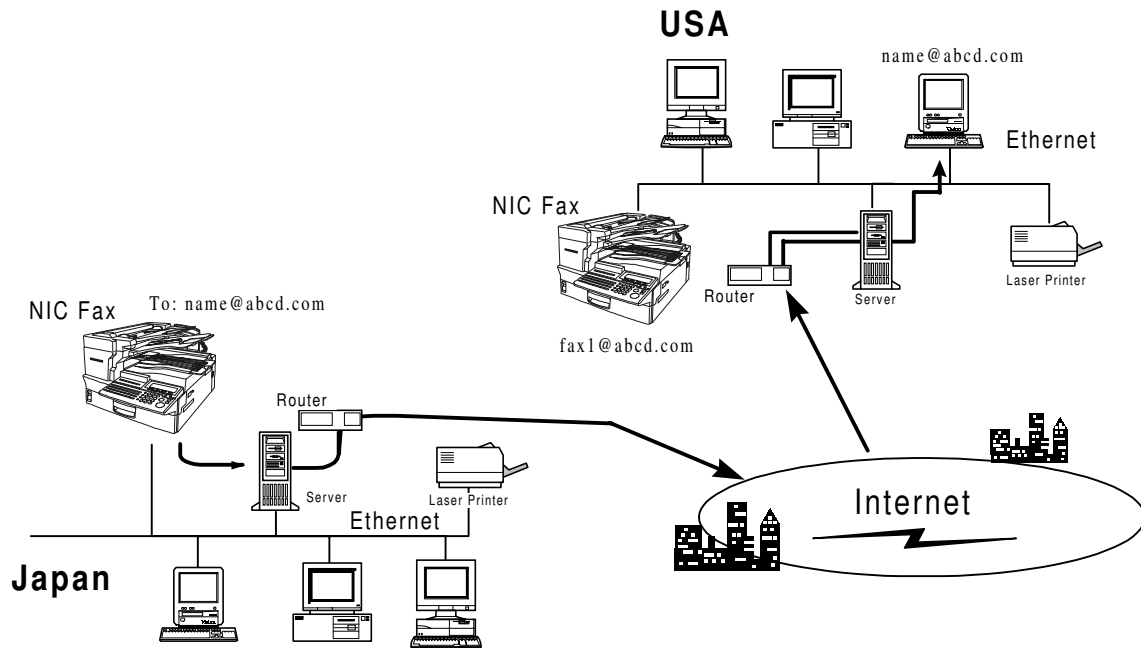 USA
name@abcd.com
Ethernet
NIC Fax
Router
Server
Laser Printer
fax1@abcd.com
NIC Fax
To: name@abcd.com
Router
Server
Laser Printer
Ethernet
Internet
Japan